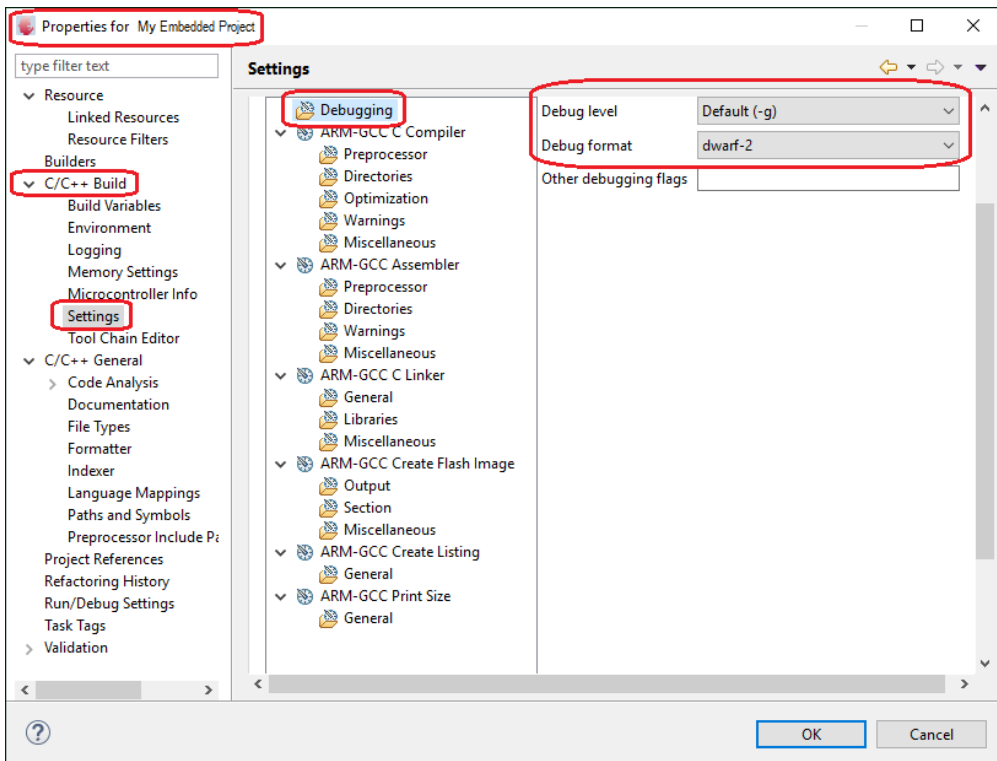 Properties for My Embedded Project
type filter text
Resource
Linked Resources
Resource Filters
Builders
C/C++ Build
Build Variables
Environment
Logging
Memory Settings
Microcontroller Info
Settings
Tool Chain Editor
C/C++ General
Code Analysis
Documentation
File Types
Formatter
Indexer
Language Mappings
Paths and Symbols
Preprocessor Include Pa
Project References
Refactoring History
Run/Debug Settings
Task Tags
Validation
Settings
Debugging
ARM-GCC C Compiler
Preprocessor
Directories
Optimization
Warnings
Miscellaneous
ARM-GCC Assembler
Preprocessor
Directories
Warnings
Miscellaneous
ARM-GCC C Linker
General
Libraries
Miscellaneous
ARM-GCC Create Flash Image
Output
Section
Miscellaneous
ARM-GCC Create Listing
General
ARM-GCC Print Size
General
Debug level Default (-g)
Debug format dwarf-2
Other debugging flags
? OK Cancel